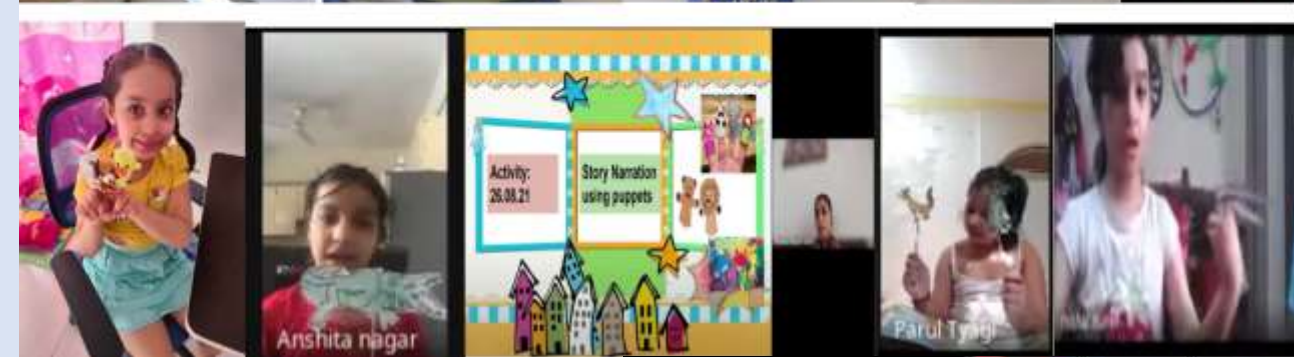 Activity:
26.08.21
Story Narration
using puppets
Anshita nagar
Parul Tyagi